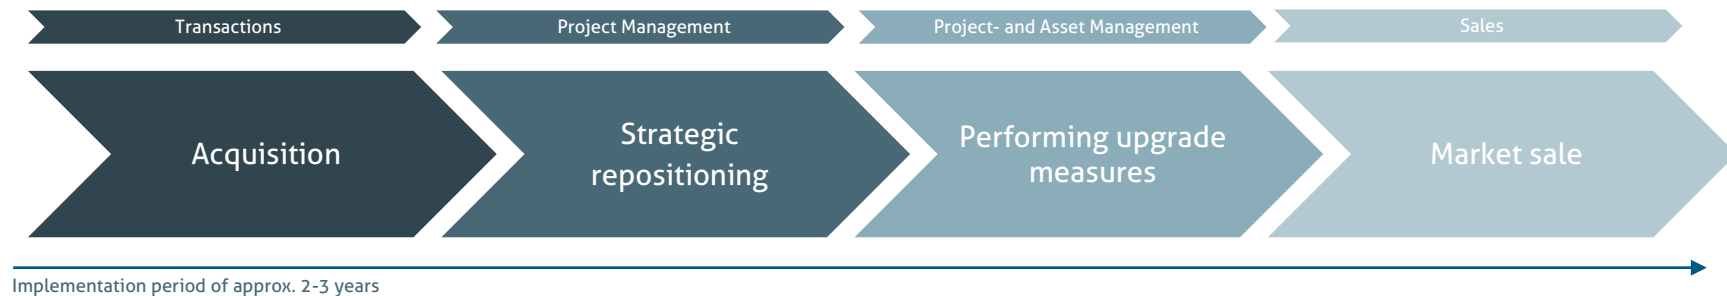 Transactions
Project Management
Project- and Asset Management
Sales
Acquisition
Strategic
repositioning
Performing upgrade
measures
Market sale
Implementation period of approx. 2-3 years